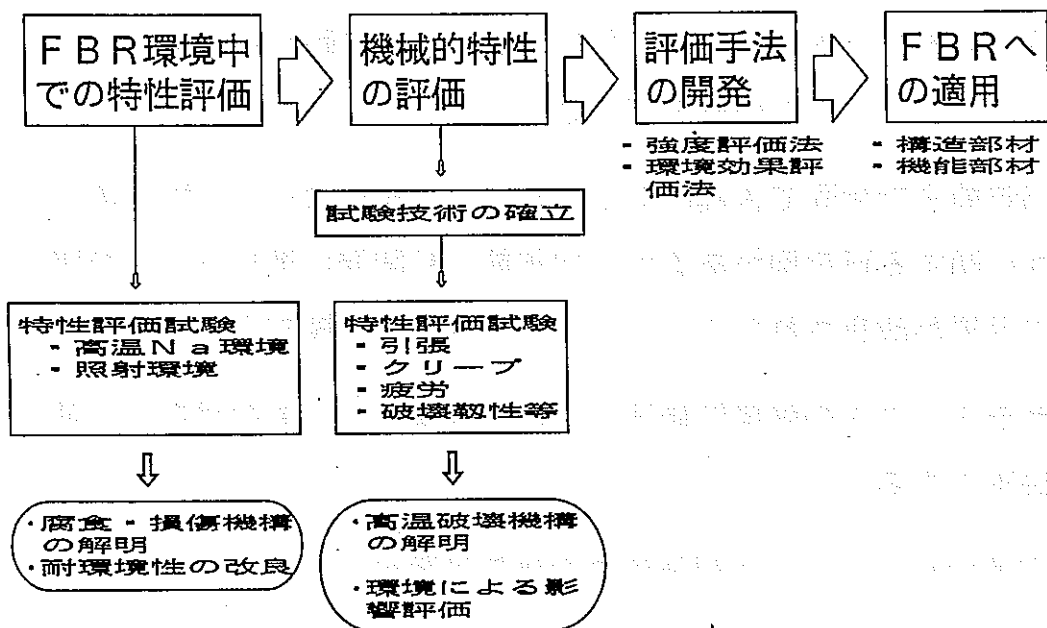 ＦＢＲ環境中
での特性評価
機械的特性
の評価
評価手法
の開発
ＦＢＲへ
の適用
・強度評価法
・環境効果評
価法
・構造部材
・機能部材
試験技術の確立
特性評価試験
・高温Ｎａ環境
・照射環境
特性評価試験
・引張
・クリープ
・疲労
・破壊靱性等
・腐食・損傷機構
の解明
・耐環境性の改良
・高温破壊機構
の解明
・環境による影
響評価